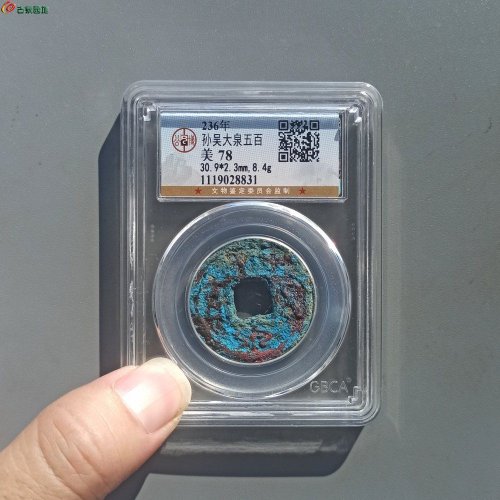 236年
孙吴大泉五百
美 78
30.9*2.3mm,8.4g
1119028831
★ 文物鉴定委员会监制 ★
GBCA